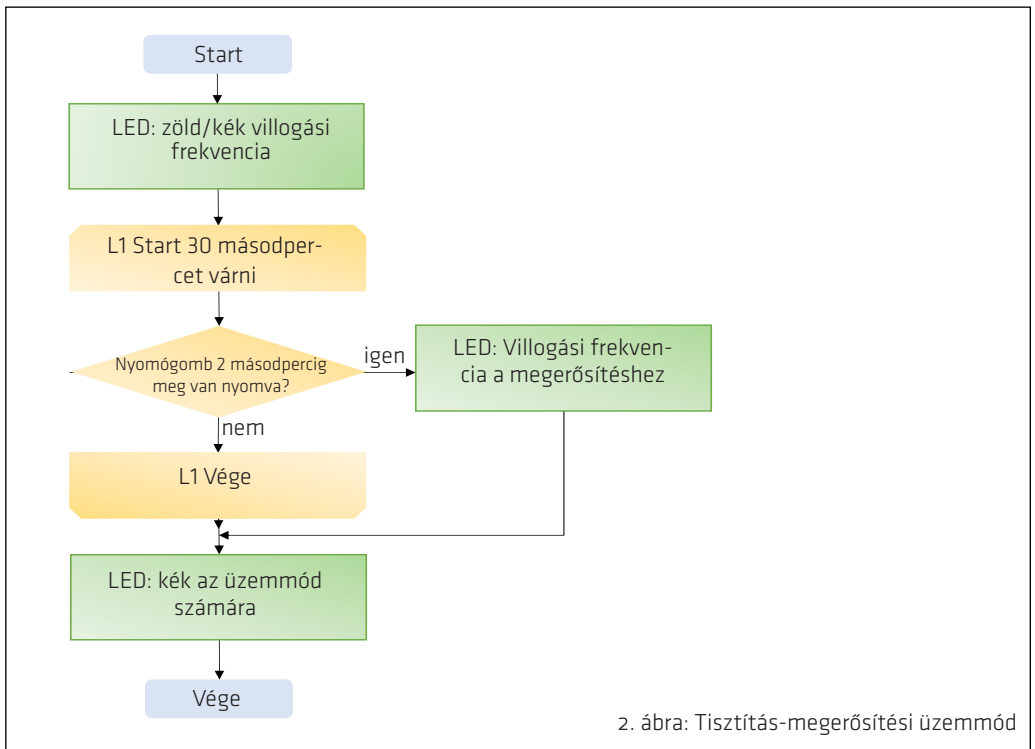 Start
LED: zöld/kék villogási
frekvencia
L1 Start 30 másodper-
cet várni
Nyomógomb 2 másodpercig
meg van nyomva?
igen
LED: Villogási frekven-
cia a megerősítéshez
nem
L1 Vége
LED: kék az üzemmód
számára
Vége
2. ábra: Tisztítás-megerősítési üzemmód